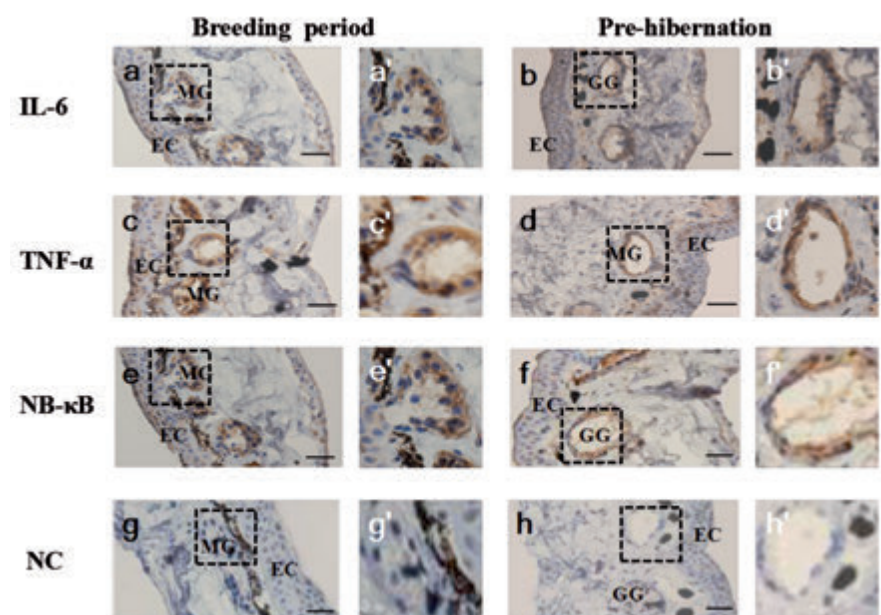 Breeding period Pre-hibernation
IL-6 a MG EC a' b GG EC b'
TNF-α c EC MG c' d MG EC d'
NB-κB e MG EC e' f EC GG f'
NC g MG EC g' h EC GG h'